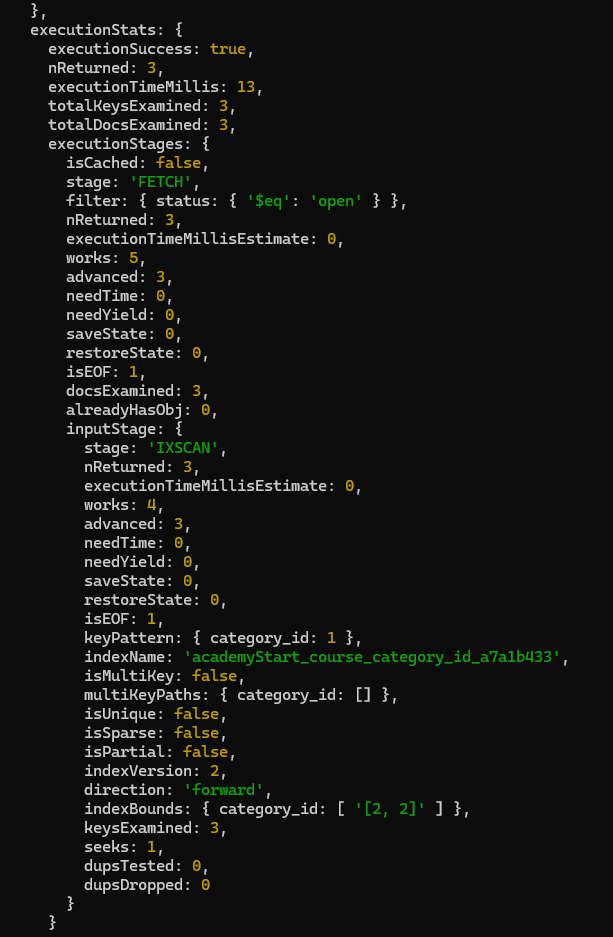 },
executionStats: {
executionSuccess: true,
nReturned: 3,
executionTimeMillis: 13,
totalKeysExamined: 3,
totalDocsExamined: 3,
executionStages: {
isCached: false,
stage: 'FETCH',
filter: { status: { '$eq': 'open' } },
nReturned: 3,
executionTimeMillisEstimate: 0,
works: 5,
advanced: 3,
needTime: 0,
needYield: 0,
saveState: 0,
restoreState: 0,
isEOF: 1,
docsExamined: 3,
alreadyHasObj: 0,
inputStage: {
stage: 'IXSCAN',
nReturned: 3,
executionTimeMillisEstimate: 0,
works: 4,
advanced: 3,
needTime: 0,
needYield: 0,
saveState: 0,
restoreState: 0,
isEOF: 1,
keyPattern: { category_id: 1 },
indexName: 'academyStart_course_category_id_a7a1b433',
isMultiKey: false,
multiKeyPaths: { category_id: [] },
isUnique: false,
isSparse: false,
isPartial: false,
indexVersion: 2,
direction: 'forward',
indexBounds: { category_id: [ '[2, 2]' ] },
keysExamined: 3,
seeks: 1,
dupsTested: 0,
dupsDropped: 0
}
}